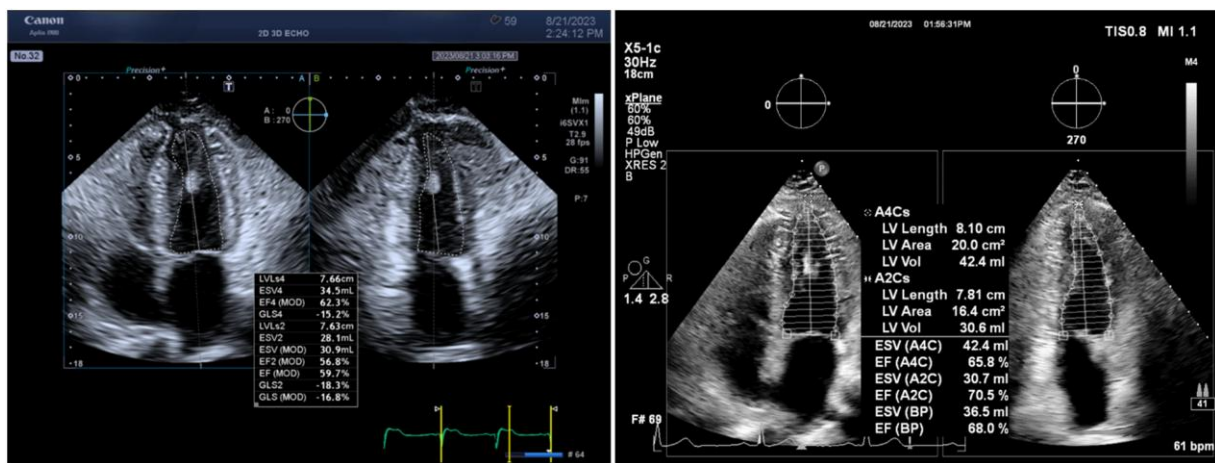 Canon
Aplio i900
2D 3D ECHO
59
8/21/2023
2:24:12 PM
No.32
2023/08/21 3:03:16 PM
Precision+
Precision+
A B
T
T
A : 0
B : 270
0
0
5
5
10
10
15
15
18
18
MIm
(1.1)
i6SVX1
T2.9
28 fps
G:91
DR:55
P:7
LVLs4 7.66cm
ESV4 34.5mL
EF4 (MOD) 62.3%
GLS4 -15.2%
LVLs2 7.63cm
ESV2 28.1mL
ESV (MOD) 30.9mL
EF2 (MOD) 56.8%
EF (MOD) 59.7%
GLS2 -18.3%
GLS (MOD) -16.8%
# 64
08/21/2023 01:56:31PM
TIS0.8 MI 1.1
X5-1c
30Hz
18cm
xPlane
60%
60%
49dB
P Low
HPGen
XRES 2
B
0
0
270
M4
P
G
P R
1.4 2.8
A4Cs
LV Length 8.10 cm
LV Area 20.0 cm²
LV Vol 42.4 ml
A2Cs
LV Length 7.81 cm
LV Area 16.4 cm²
LV Vol 30.6 ml
ESV (A4C) 42.4 ml
EF (A4C) 65.8 %
ESV (A2C) 30.7 ml
EF (A2C) 70.5 %
ESV (BP) 36.5 ml
EF (BP) 68.0 %
F# 69
41
61 bpm